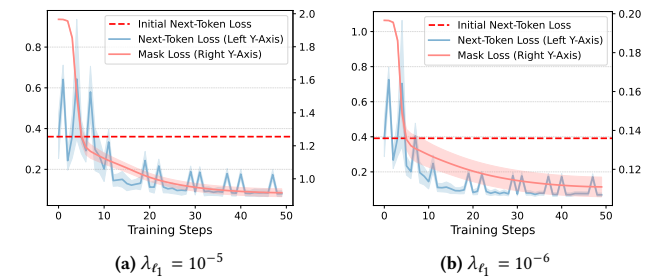 Initial Next-Token Loss
Next-Token Loss (Left Y-Axis)
Mask Loss (Right Y-Axis)
0.8
0.6
0.4
0.2
2.0
1.8
1.6
1.4
1.2
1.0
0 10 20 30 40 50
Training Steps
(a) λℓ₁ = 10⁻⁵
Initial Next-Token Loss
Next-Token Loss (Left Y-Axis)
Mask Loss (Right Y-Axis)
1.0
0.8
0.6
0.4
0.2
0.20
0.18
0.16
0.14
0.12
0 10 20 30 40 50
Training Steps
(b) λℓ₁ = 10⁻⁶